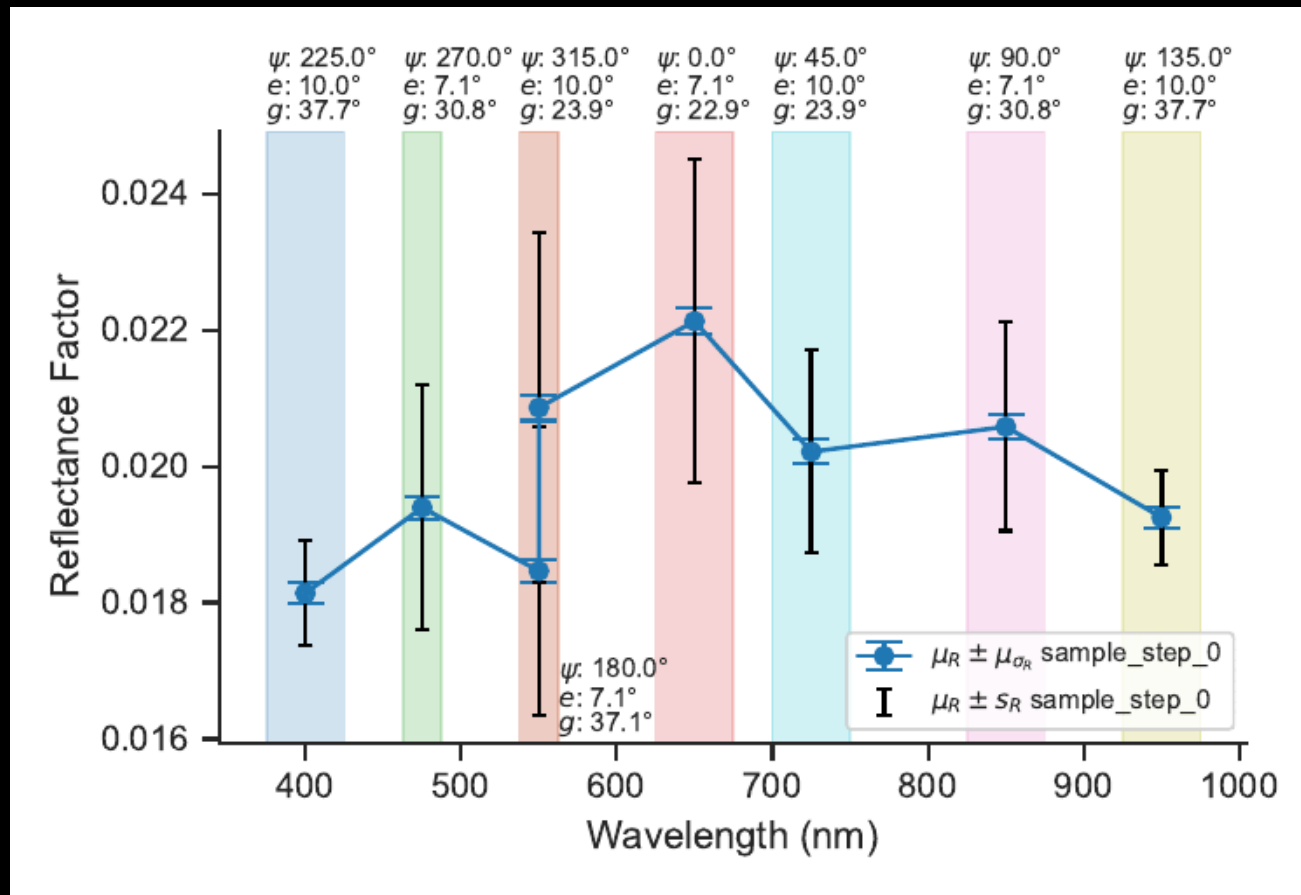 ψ: 225.0°
e: 10.0°
g: 37.7°
ψ: 270.0°
e: 7.1°
g: 30.8°
ψ: 315.0°
e: 10.0°
g: 23.9°
ψ: 0.0°
e: 7.1°
g: 22.9°
ψ: 45.0°
e: 10.0°
g: 23.9°
ψ: 90.0°
e: 7.1°
g: 30.8°
ψ: 135.0°
e: 10.0°
g: 37.7°
Reflectance Factor
0.024
0.022
0.020
0.018
0.016
ψ: 180.0°
e: 7.1°
g: 37.1°
μR ± μσR sample_step_0
μR ± sR sample_step_0
400 500 600 700 800 900 1000
Wavelength (nm)